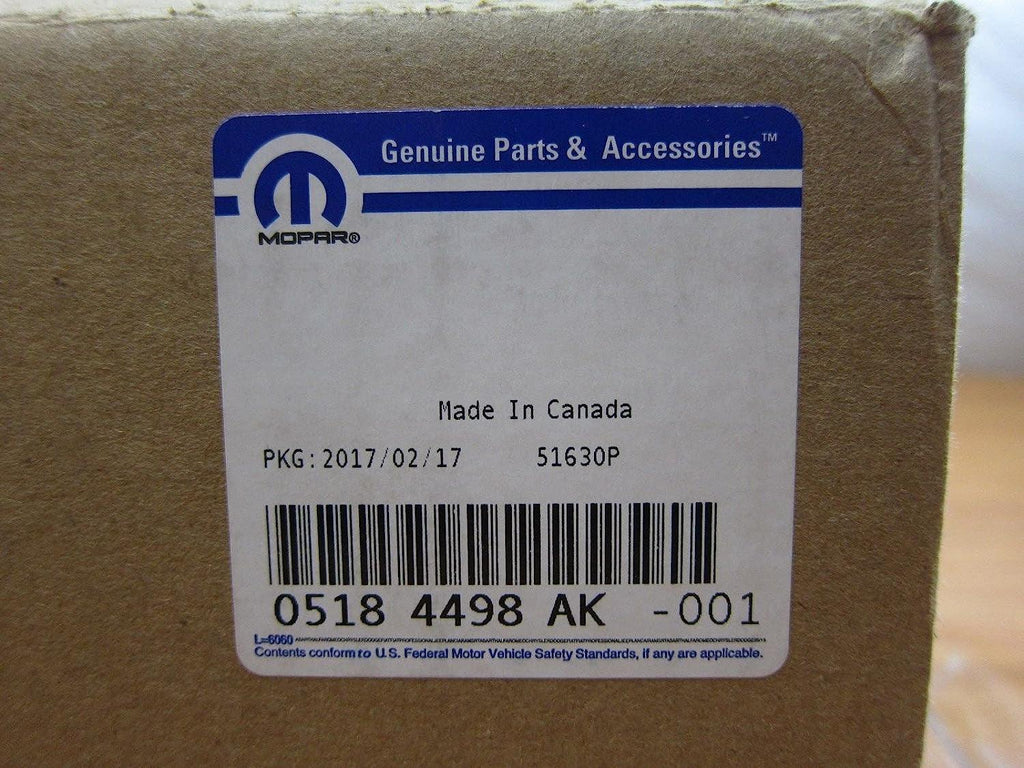 Genuine Parts & Accessories™
MOPAR®
Made In Canada
PKG:2017/02/17 51630P
0518 4498 AK -001
L=6060
Contents conform to U.S. Federal Motor Vehicle Safety Standards, if any are applicable.